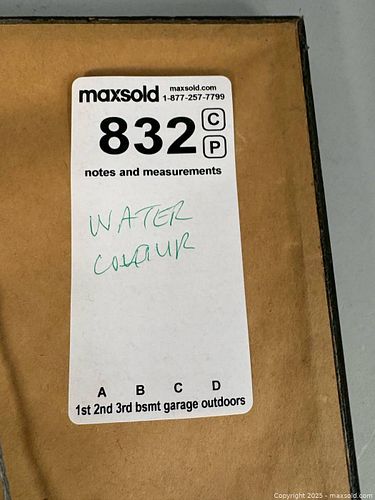 maxsold maxsold.com
1-877-257-7799
832 C
P
notes and measurements
WATER
COLOUR
A B C D
1st 2nd 3rd bsmt garage outdoors
Copyright 2025 - maxsold.com